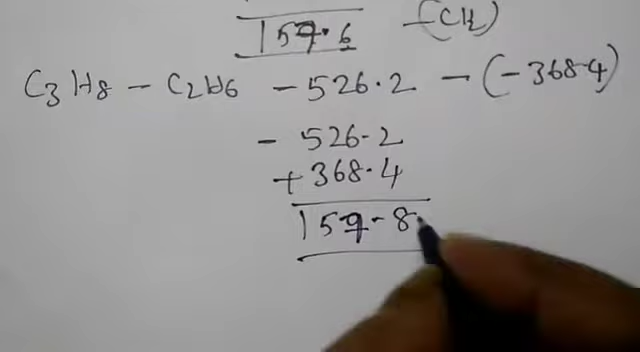 157.6 -(CH2)
C3H8 - C2H6 - 526.2 - (-368.4)
- 526.2
+368.4
157.8